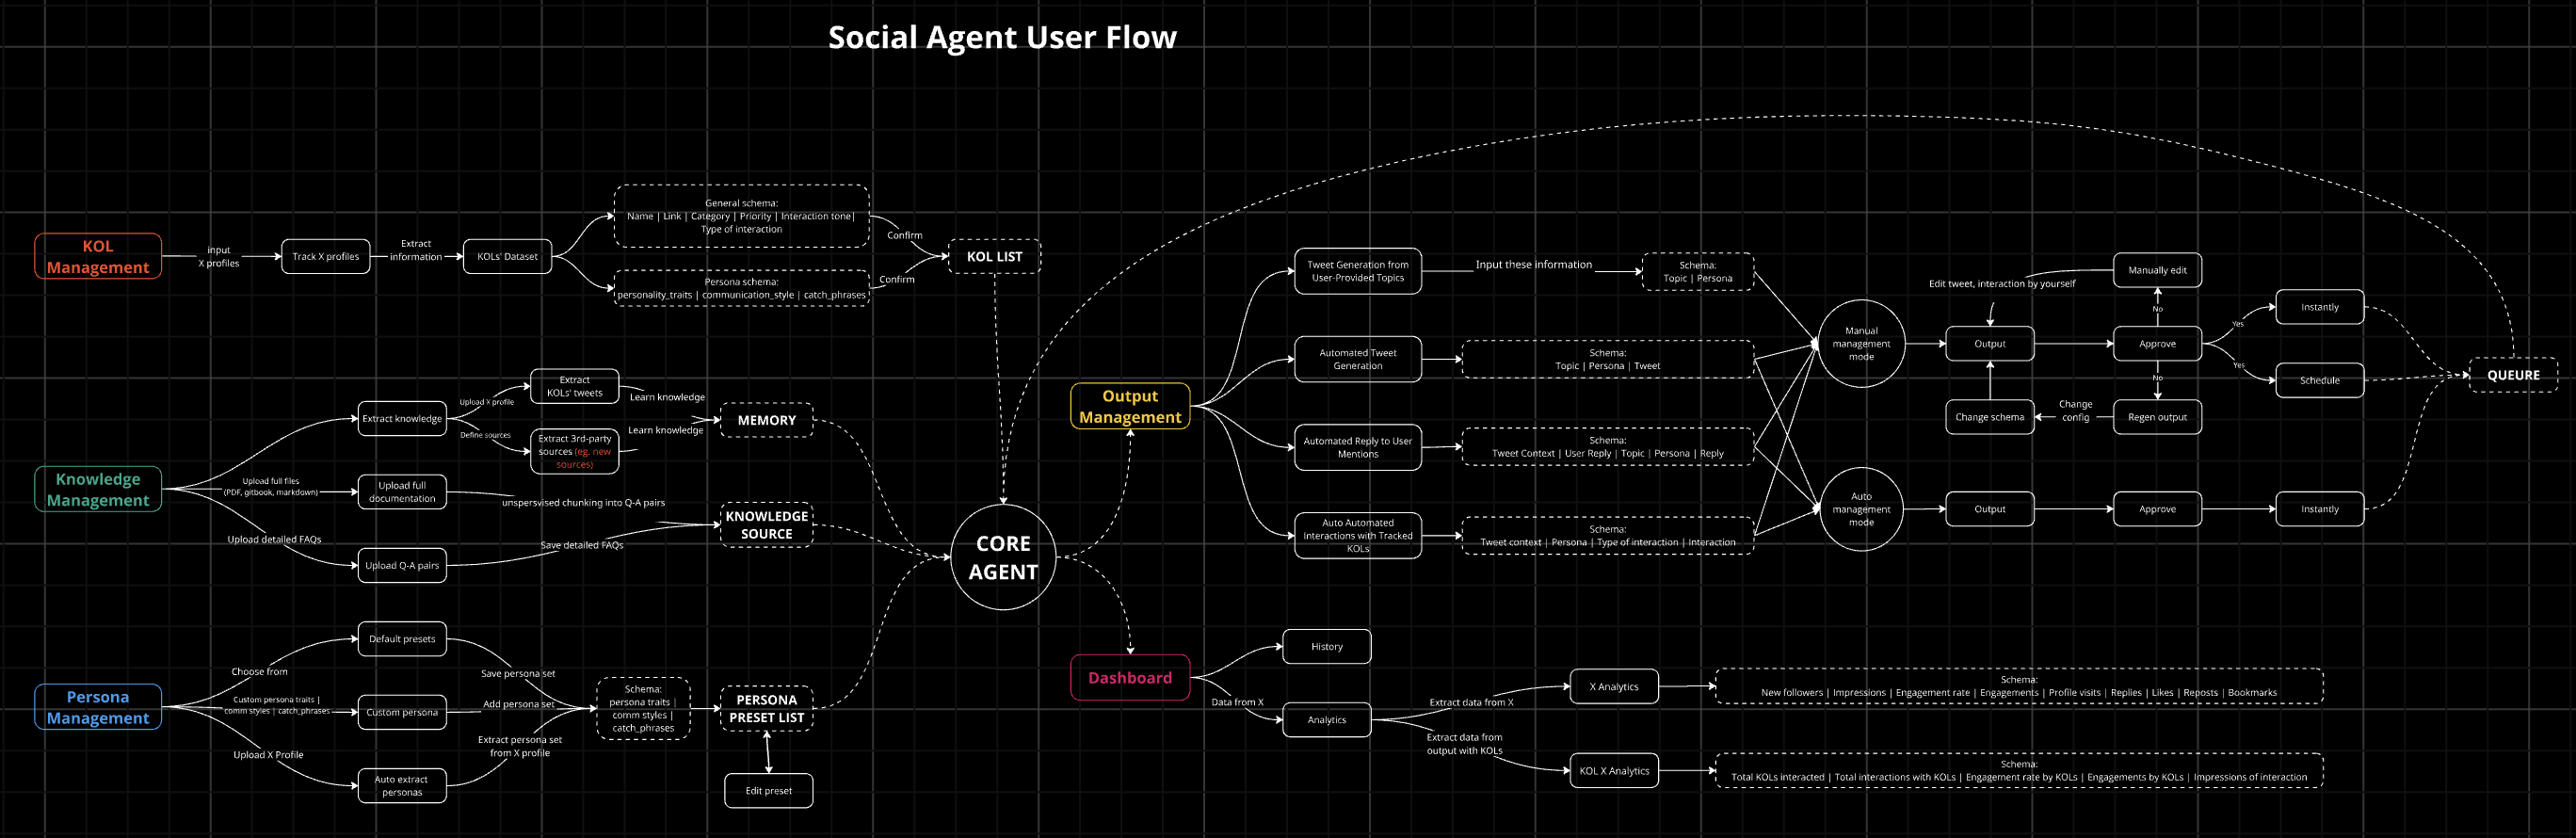 Social Agent User Flow
KOL
Management
input
X profiles
Track X profiles
Extract
information
KOLs' Dataset
General schema:
Name | Link | Category | Priority | Interaction tone|
Type of interaction
Persona schema:
personality_traits | communication_style | catch_phrases
Confirm
Confirm
KOL LIST
Knowledge
Management
Extract knowledge
Upload X profile
Define sources
Extract
KOLs' tweets
Extract 3rd-party
sources (eg. new
sources)
Learn knowledge
Learn knowledge
MEMORY
Upload full files
(PDF, gitbook, markdown)
Upload full
documentation
unspersvised chunking into Q-A pairs
Upload detailed FAQs
Upload Q-A pairs
Save detailed FAQs
KNOWLEDGE
SOURCE
Persona
Management
Choose from
Default presets
Save persona set
Custom persona traits |
comm styles | catch_phrases
Custom persona
Add persona set
Upload X Profile
Auto extract
personas
Extract persona set
from X profile
Schema:
persona traits |
comm styles |
catch_phrases
PERSONA
PRESET LIST
Edit preset
CORE
AGENT
Output
Management
Tweet Generation from
User-Provided Topics
Input these information
Schema:
Topic | Persona
Automated Tweet
Generation
Schema:
Topic | Persona | Tweet
Automated Reply to User
Mentions
Schema:
Tweet Context | User Reply | Topic | Persona | Reply
Auto Automated
Interactions with Tracked
KOLs
Schema:
Tweet context | Persona | Type of interaction | Interaction
Manual
management
mode
Output
Edit tweet, interaction by yourself
Manually edit
No
Approve
No
Regen output
Change
config
Change schema
Yes
Yes
Instantly
Schedule
QUEURE
Auto
management
mode
Output
Approve
Instantly
Dashboard
History
Data from X
Analytics
Extract data from X
X Analytics
Schema:
New followers | Impressions | Engagement rate | Engagements | Profile visits | Replies | Likes | Reposts | Bookmarks
Extract data from
output with KOLs
KOL X Analytics
Schema:
Total KOLs interacted | Total interactions with KOLs | Engagement rate by KOLs | Engagements by KOLs | Impressions of interaction